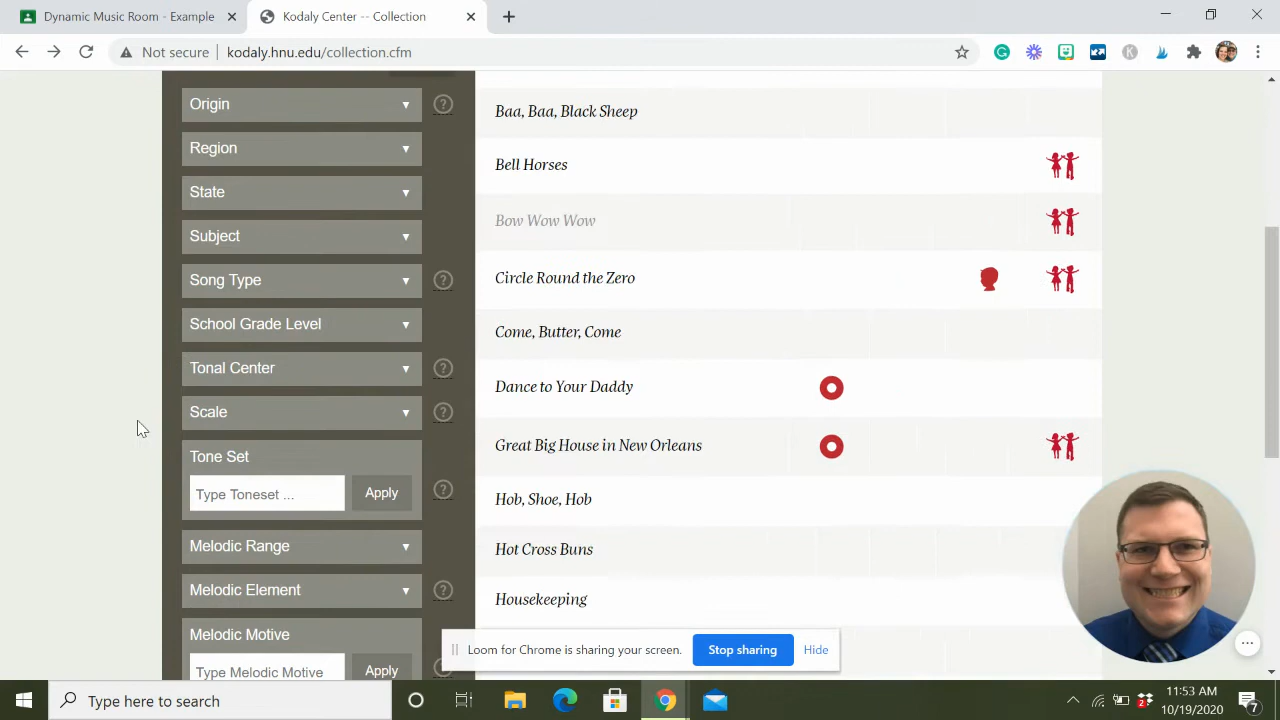 Dynamic Music Room - Example
Kodaly Center -- Collection
Not secure
kodaly.hnu.edu/collection.cfm
K
Origin
?
Region
State
Subject
Song Type
?
School Grade Level
Tonal Center
?
Scale
?
Tone Set
Type Toneset ...
Apply
?
Melodic Range
Melodic Element
?
Melodic Motive
Type Melodic Motive
Apply
Baa, Baa, Black Sheep
Bell Horses
Bow Wow Wow
Circle Round the Zero
Come, Butter, Come
Dance to Your Daddy
Great Big House in New Orleans
Hob, Shoe, Hob
Hot Cross Buns
Housekeeping
Loom for Chrome is sharing your screen.
Stop sharing
Hide
Type here to search
2
11:53 AM
10/19/2020
7